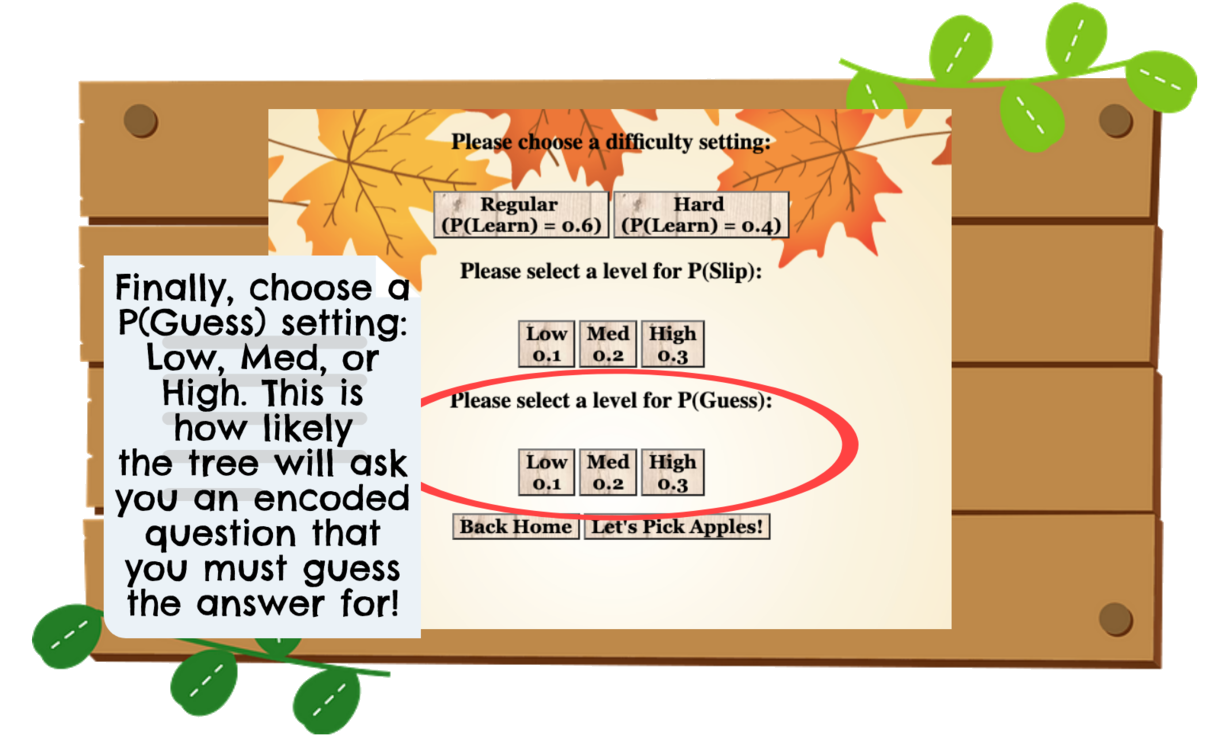 Please choose a difficulty setting:
Regular
(P(Learn) = 0.6)
Hard
(P(Learn) = 0.4)
Please select a level for P(Slip):
Low
0.1
Med
0.2
High
0.3
Please select a level for P(Guess):
Low
0.1
Med
0.2
High
0.3
Back Home
Let's Pick Apples!
Finally, choose a
P(Guess) setting:
Low, Med, or
High. This is
how likely
the tree will ask
you an encoded
question that
you must guess
the answer for!